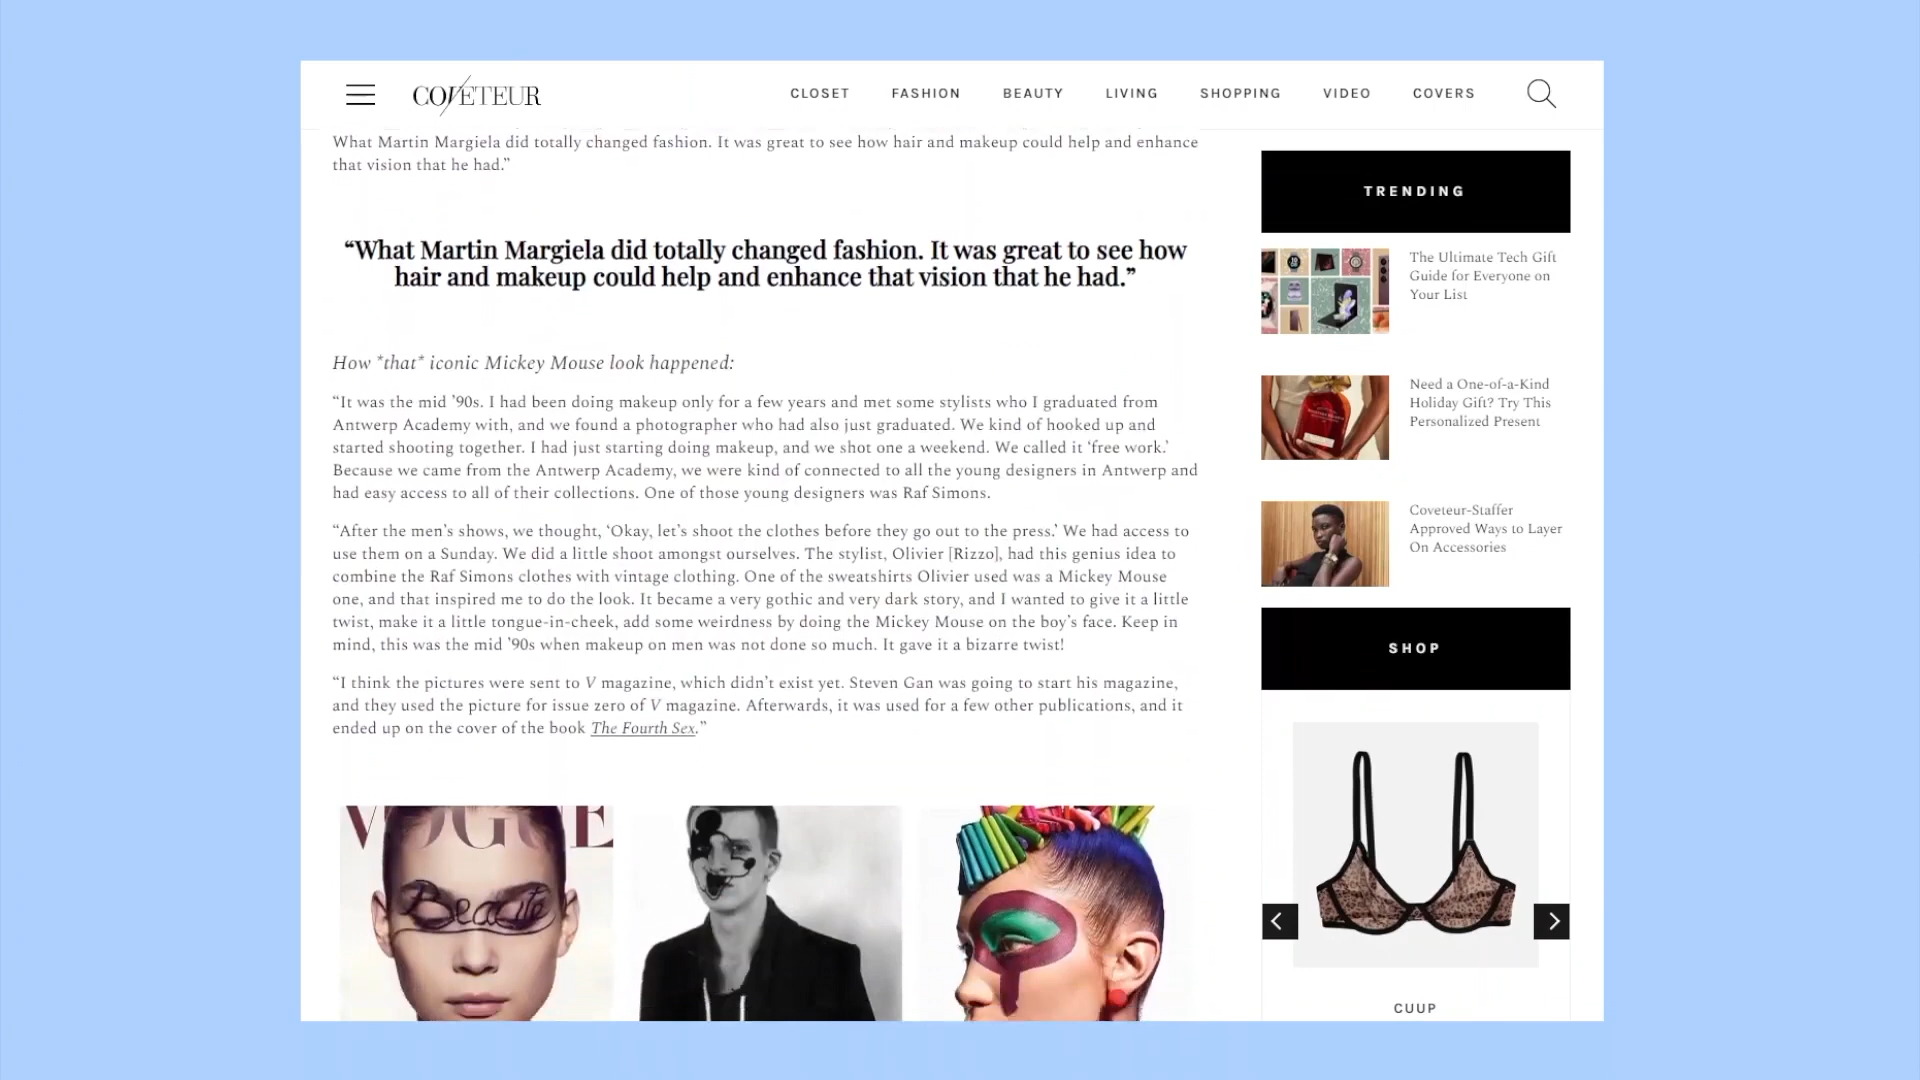 COVETEUR
CLOSET FASHION BEAUTY LIVING SHOPPING VIDEO COVERS
What Martin Margiela did totally changed fashion. It was great to see how hair and makeup could help and enhance
that vision that he had.”
“What Martin Margiela did totally changed fashion. It was great to see how
hair and makeup could help and enhance that vision that he had.”
How *that* iconic Mickey Mouse look happened:
“It was the mid ’90s. I had been doing makeup only for a few years and met some stylists who I graduated from
Antwerp Academy with, and we found a photographer who had also just graduated. We kind of hooked up and
started shooting together. I had just starting doing makeup, and we shot one a weekend. We called it ‘free work.’
Because we came from the Antwerp Academy, we were kind of connected to all the young designers in Antwerp and
had easy access to all of their collections. One of those young designers was Raf Simons.
“After the men’s shows, we thought, ‘Okay, let’s shoot the clothes before they go out to the press.’ We had access to
use them on a Sunday. We did a little shoot amongst ourselves. The stylist, Olivier [Rizzo], had this genius idea to
combine the Raf Simons clothes with vintage clothing. One of the sweatshirts Olivier used was a Mickey Mouse
one, and that inspired me to do the look. It became a very gothic and very dark story, and I wanted to give it a little
twist, make it a little tongue-in-cheek, add some weirdness by doing the Mickey Mouse on the boy’s face. Keep in
mind, this was the mid ’90s when makeup on men was not done so much. It gave it a bizarre twist!
“I think the pictures were sent to V magazine, which didn’t exist yet. Steven Gan was going to start his magazine,
and they used the picture for issue zero of V magazine. Afterwards, it was used for a few other publications, and it
ended up on the cover of the book The Fourth Sex.”
VOGUE
Beauté
TRENDING
The Ultimate Tech Gift
Guide for Everyone on
Your List
Need a One-of-a-Kind
Holiday Gift? Try This
Personalized Present
Coveteur-Staffer
Approved Ways to Layer
On Accessories
SHOP
CUUP